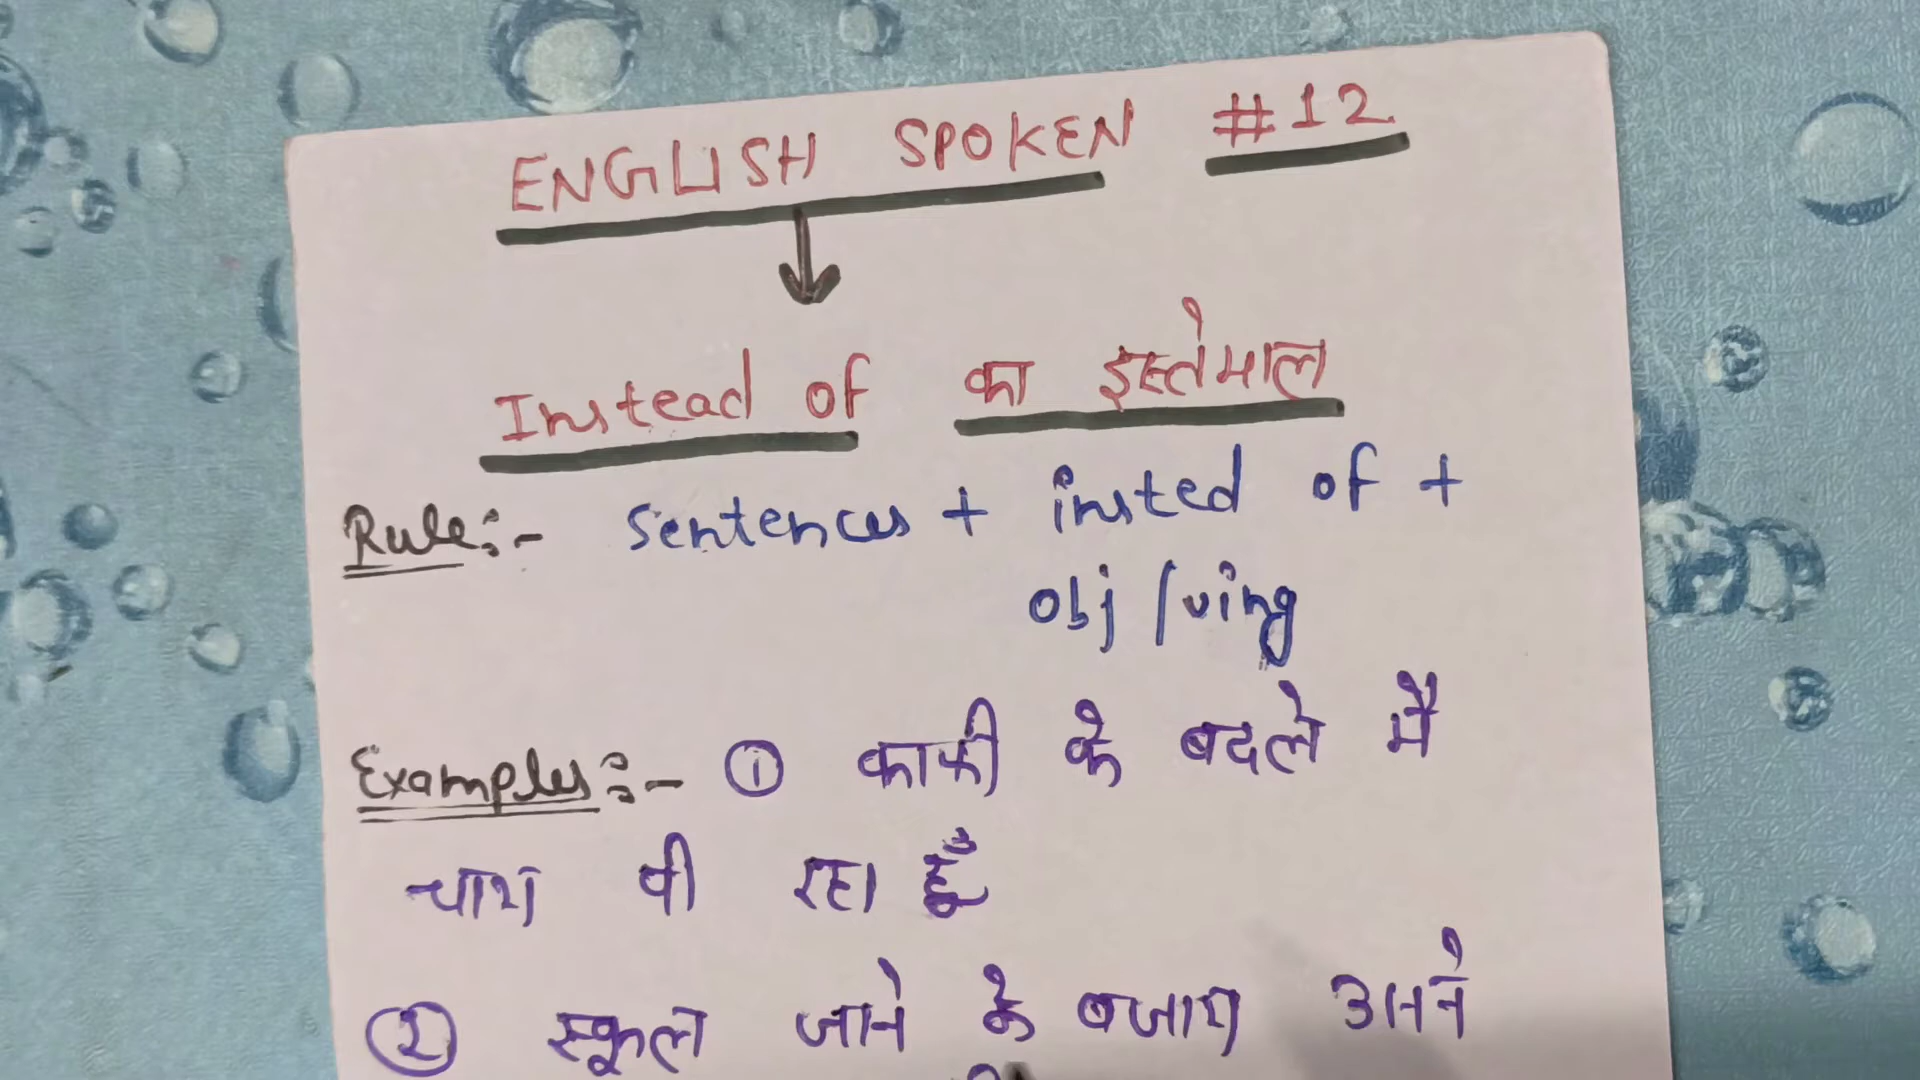 ENGLISH SPOKEN #12
Instead of का इस्तेमाल
Rule:- Sentences + insted of +
obj / ving
Examples:- ① काफी के बदले मैं
चाय पी रहा हूँ
② स्कूल जाने के बजाय उसने